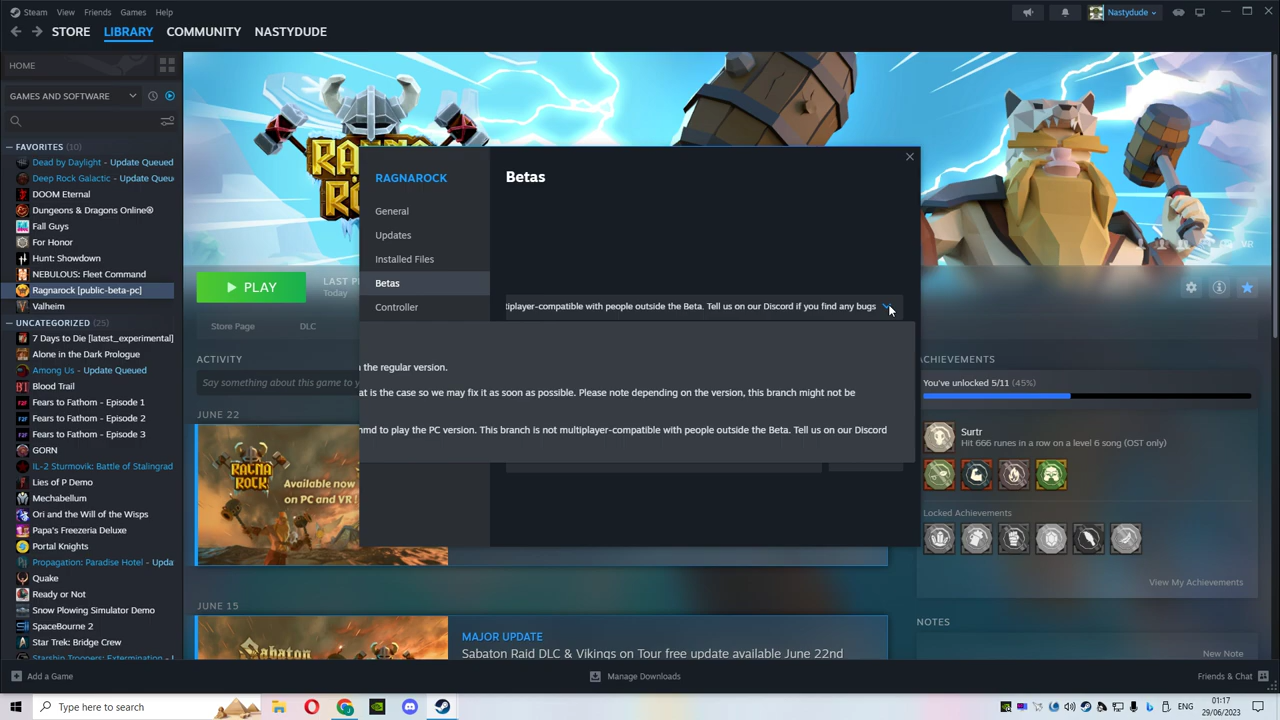 Steam View Friends Games Help
Nastydude
STORE LIBRARY COMMUNITY NASTYDUDE
HOME
GAMES AND SOFTWARE
FAVORITES (10)
Dead by Daylight - Update Queued
Deep Rock Galactic - Update Queu
DOOM Eternal
Dungeons & Dragons Online®
Fall Guys
For Honor
Hunt: Showdown
NEBULOUS: Fleet Command
Ragnarock [public-beta-pc]
Valheim
UNCATEGORIZED (25)
7 Days to Die [latest_experimental]
Alone in the Dark Prologue
Among Us - Update Queued
Blood Trail
Fears to Fathom - Episode 1
Fears to Fathom - Episode 2
Fears to Fathom - Episode 3
GORN
IL-2 Sturmovik: Battle of Stalingrad
Lies of P Demo
Mechabellum
Ori and the Will of the Wisps
Papa's Freezeria Deluxe
Portal Knights
Propagation: Paradise Hotel - Upda
Quake
Ready or Not
Snow Plowing Simulator Demo
SpaceBourne 2
Star Trek: Bridge Crew
Starship Troopers: Extermination - U
PLAY
LAST P
Today
Store Page DLC
ACTIVITY
Say something about this game to y
JUNE 22
RAGNA ROCK
Available now
on PC and VR !
JUNE 15
Sabaton
MAJOR UPDATE
Sabaton Raid DLC & Vikings on Tour free update available June 22nd
RAGNAROCK
General
Updates
Installed Files
Betas
Controller
Betas
tiplayer-compatible with people outside the Beta. Tell us on our Discord if you find any bugs
the regular version.
at is the case so we may fix it as soon as possible. Please note depending on the version, this branch might not be
nmd to play the PC version. This branch is not multiplayer-compatible with people outside the Beta. Tell us on our Discord
VR
ACHIEVEMENTS
You've unlocked 5/11 (45%)
Surtr
Hit 666 runes in a row on a level 6 song (OST only)
Locked Achievements
View My Achievements
NOTES
New Note
Add a Game
Manage Downloads
Friends & Chat
Type here to search
ENG
01:17
29/06/2023